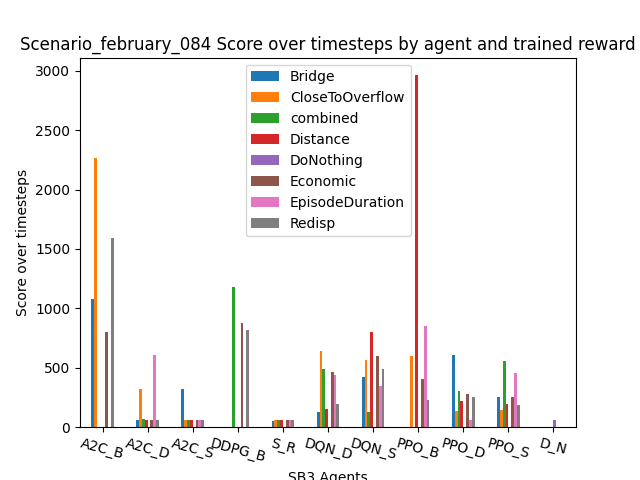 Scenario_february_084 Score over timesteps by agent and trained reward
Bridge
CloseToOverflow
combined
Distance
DoNothing
Economic
EpisodeDuration
Redisp
Score over timesteps
3000
2500
2000
1500
1000
500
0
A2C_B
A2C_D
A2C_S
DDPG_B
S_R
DQN_D
DQN_S
PPO_B
PPO_D
PPO_S
D_N
SB3 Agents